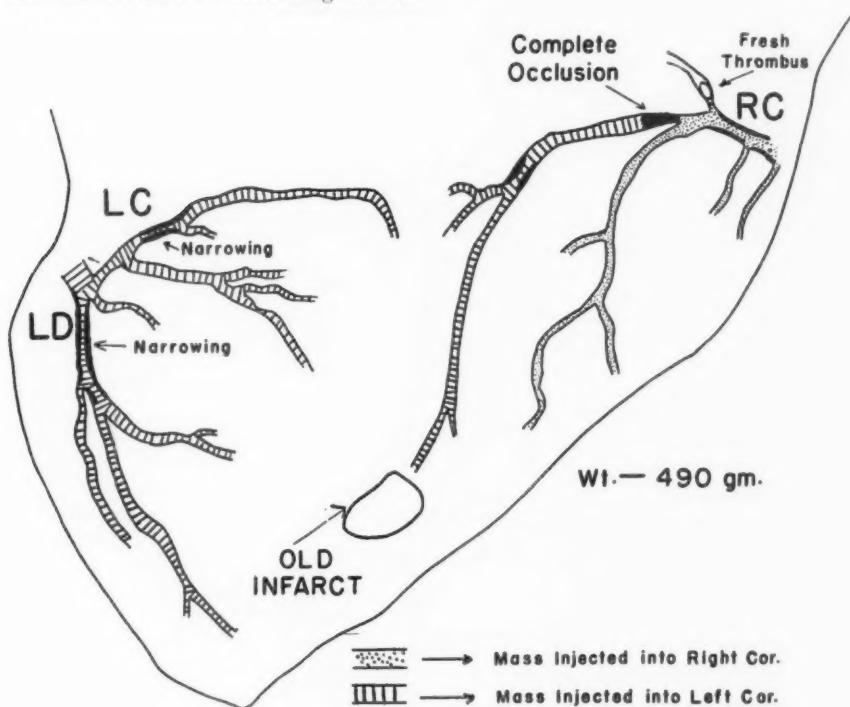 Complete
Occlusion
Fresh
Thrombus
RC
LC
Narrowing
LD
Narrowing
Wt.— 490 gm.
OLD
INFARCT
Mass Injected into Right Cor.
Mass Injected into Left Cor.